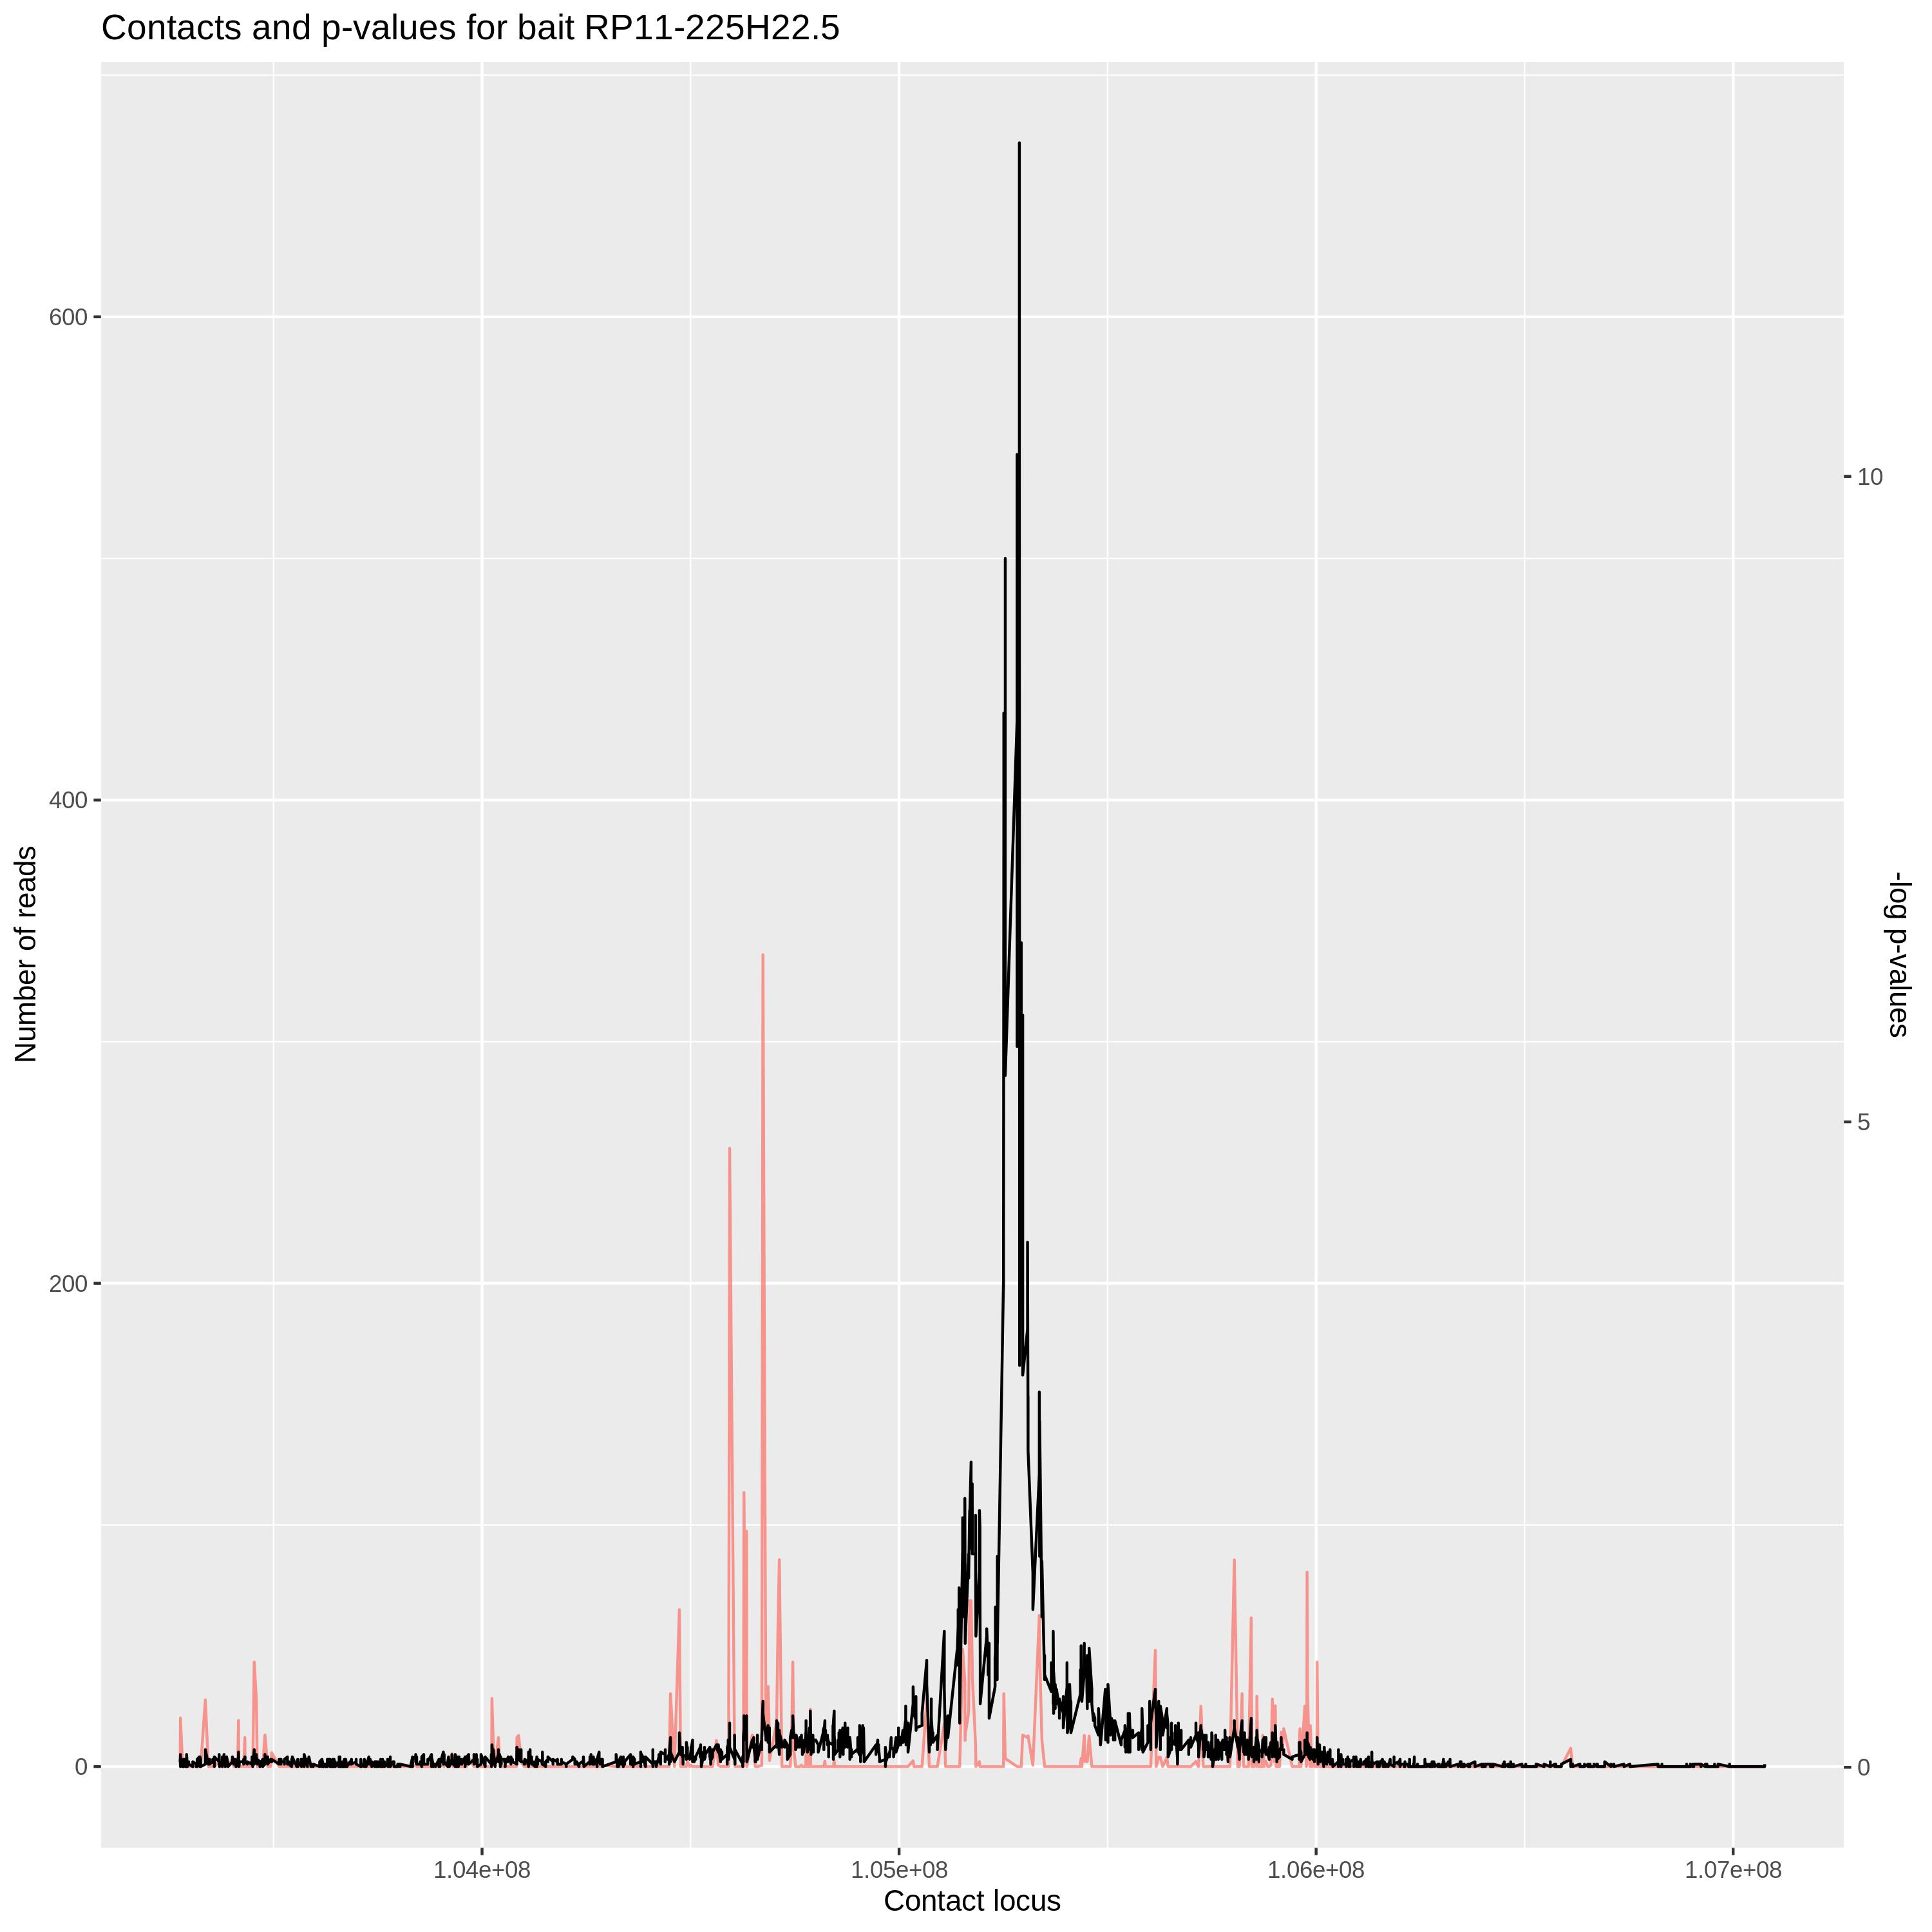 Contacts and p-values for bait RP11-225H22.5
600
400
200
0
Number of reads
10
5
0
-log p-values
1.04e+08
1.05e+08
1.06e+08
1.07e+08
Contact locus